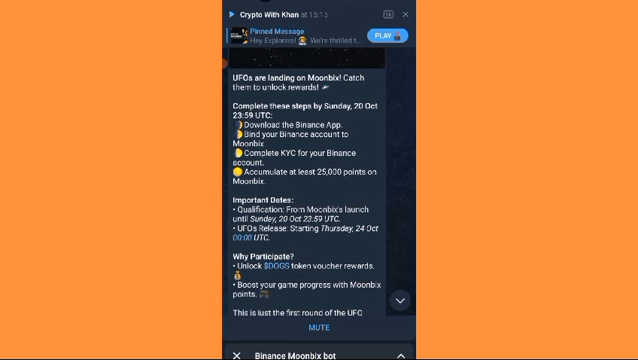 Crypto With Khan at 15:15
1X
Pinned Message
Hey Explorers! We're thrilled t...
PLAY
UFOs are landing on Moonbix! Catch
them to unlock rewards!
Complete these steps by Sunday, 20 Oct
23:59 UTC:
Download the Binance App.
Bind your Binance account to
Moonbix.
Complete KYC for your Binance
account.
Accumulate at least 25,000 points on
Moonbix.
Important Dates:
• Qualification: From Moonbix's launch
until Sunday, 20 Oct 23:59 UTC.
• UFOs Release: Starting Thursday, 24 Oct
00:00 UTC.
Why Participate?
• Unlock $DOGS token voucher rewards.
• Boost your game progress with Moonbix
points.
This is just the first round of the UFO
MUTE
Binance Moonbix bot